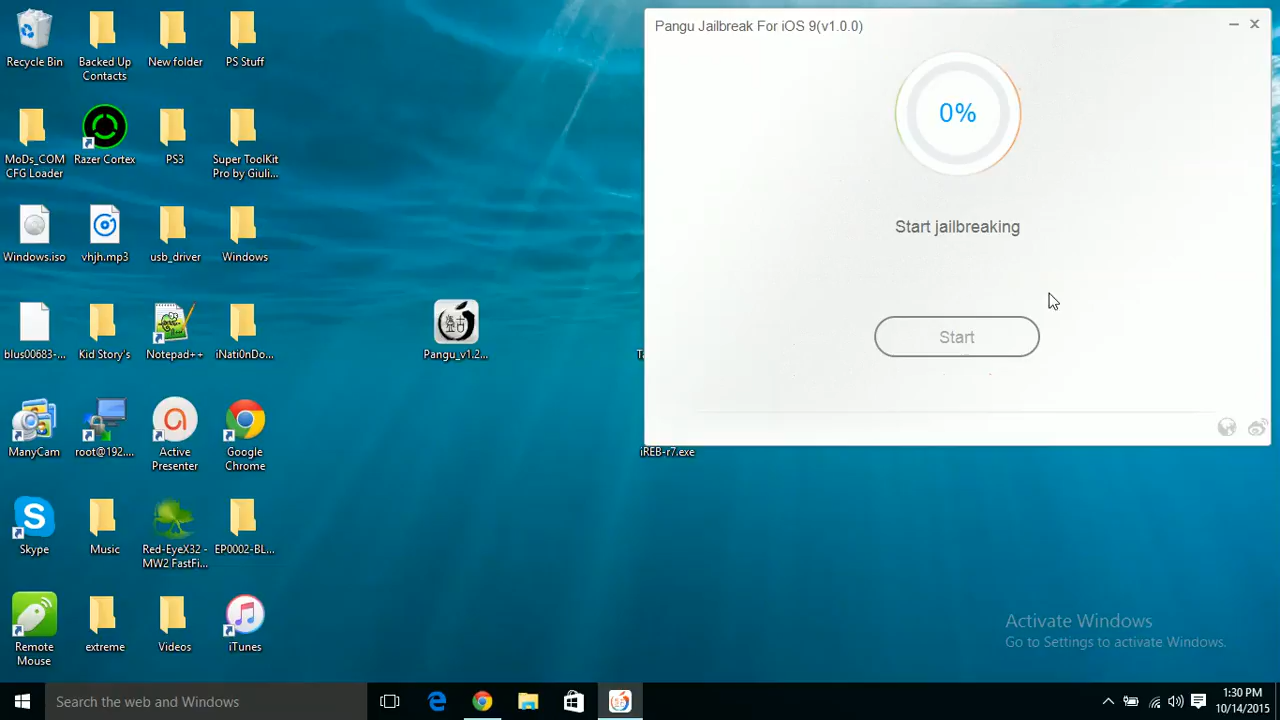 Recycle Bin
Backed Up
Contacts
New folder
PS Stuff
MoDs_COM
CFG Loader
Razer Cortex
PS3
Super ToolKit
Pro by Giuli...
Windows.iso
vhjh.mp3
usb_driver
Windows
blus00683-...
Kid Story's
Notepad++
iNati0nDo...
ManyCam
root@192....
Active
Presenter
Google
Chrome
Skype
Music
Red-EyeX32 -
MW2 FastFi...
EP0002-BL...
Remote
Mouse
extreme
Videos
iTunes
盘古
Pangu_v1.2...
iREB-r7.exe
Pangu Jailbreak For iOS 9(v1.0.0)
0%
Start jailbreaking
Start
Activate Windows
Go to Settings to activate Windows.
Search the web and Windows
1:30 PM
10/14/2015